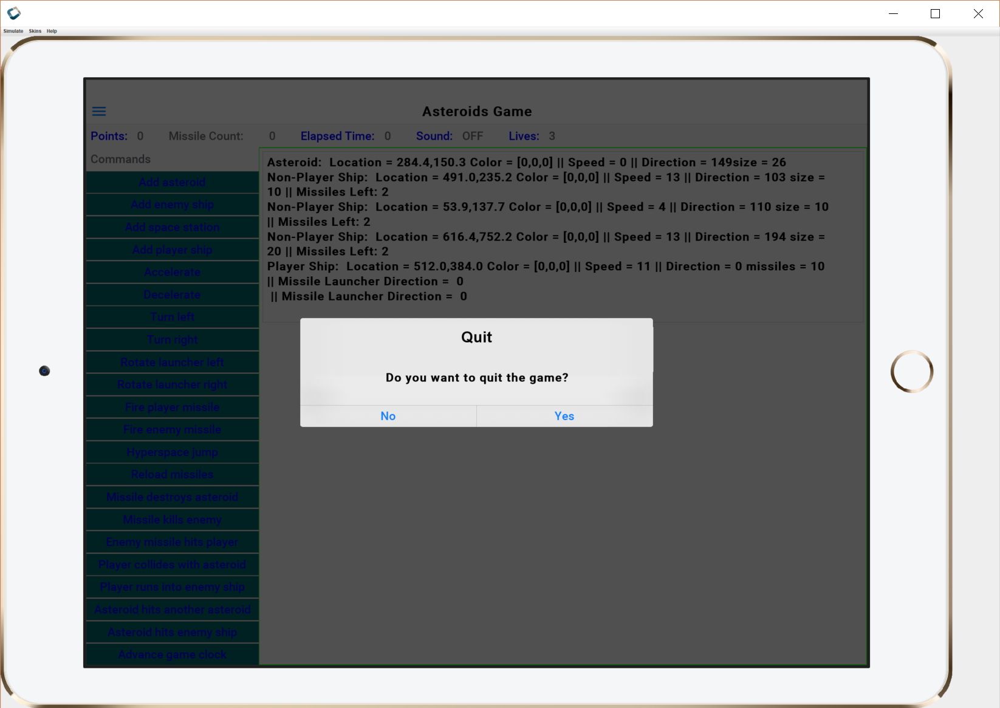 Simulate Skins Help
Asteroids Game
Points: 0 Missile Count: 0 Elapsed Time: 0 Sound: OFF Lives: 3
Commands
Add asteroid
Add enemy ship
Add space station
Add player ship
Accelerate
Decelerate
Turn left
Turn right
Rotate launcher left
Rotate launcher right
Fire player missile
Fire enemy missile
Hyperspace jump
Reload missiles
Missile destroys asteroid
Missile kills enemy
Enemy missile hits player
Player collides with asteroid
Player runs into enemy ship
Asteroid hits another asteroid
Asteroid hits enemy ship
Advance game clock
Asteroid: Location = 284.4,150.3 Color = [0,0,0] || Speed = 0 || Direction = 149size = 26
Non-Player Ship: Location = 491.0,235.2 Color = [0,0,0] || Speed = 13 || Direction = 103 size =
10 || Missiles Left: 2
Non-Player Ship: Location = 53.9,137.7 Color = [0,0,0] || Speed = 4 || Direction = 110 size = 10
|| Missiles Left: 2
Non-Player Ship: Location = 616.4,752.2 Color = [0,0,0] || Speed = 13 || Direction = 194 size =
20 || Missiles Left: 2
Player Ship: Location = 512.0,384.0 Color = [0,0,0] || Speed = 11 || Direction = 0 missiles = 10
|| Missile Launcher Direction = 0
|| Missile Launcher Direction = 0
Quit
Do you want to quit the game?
No Yes